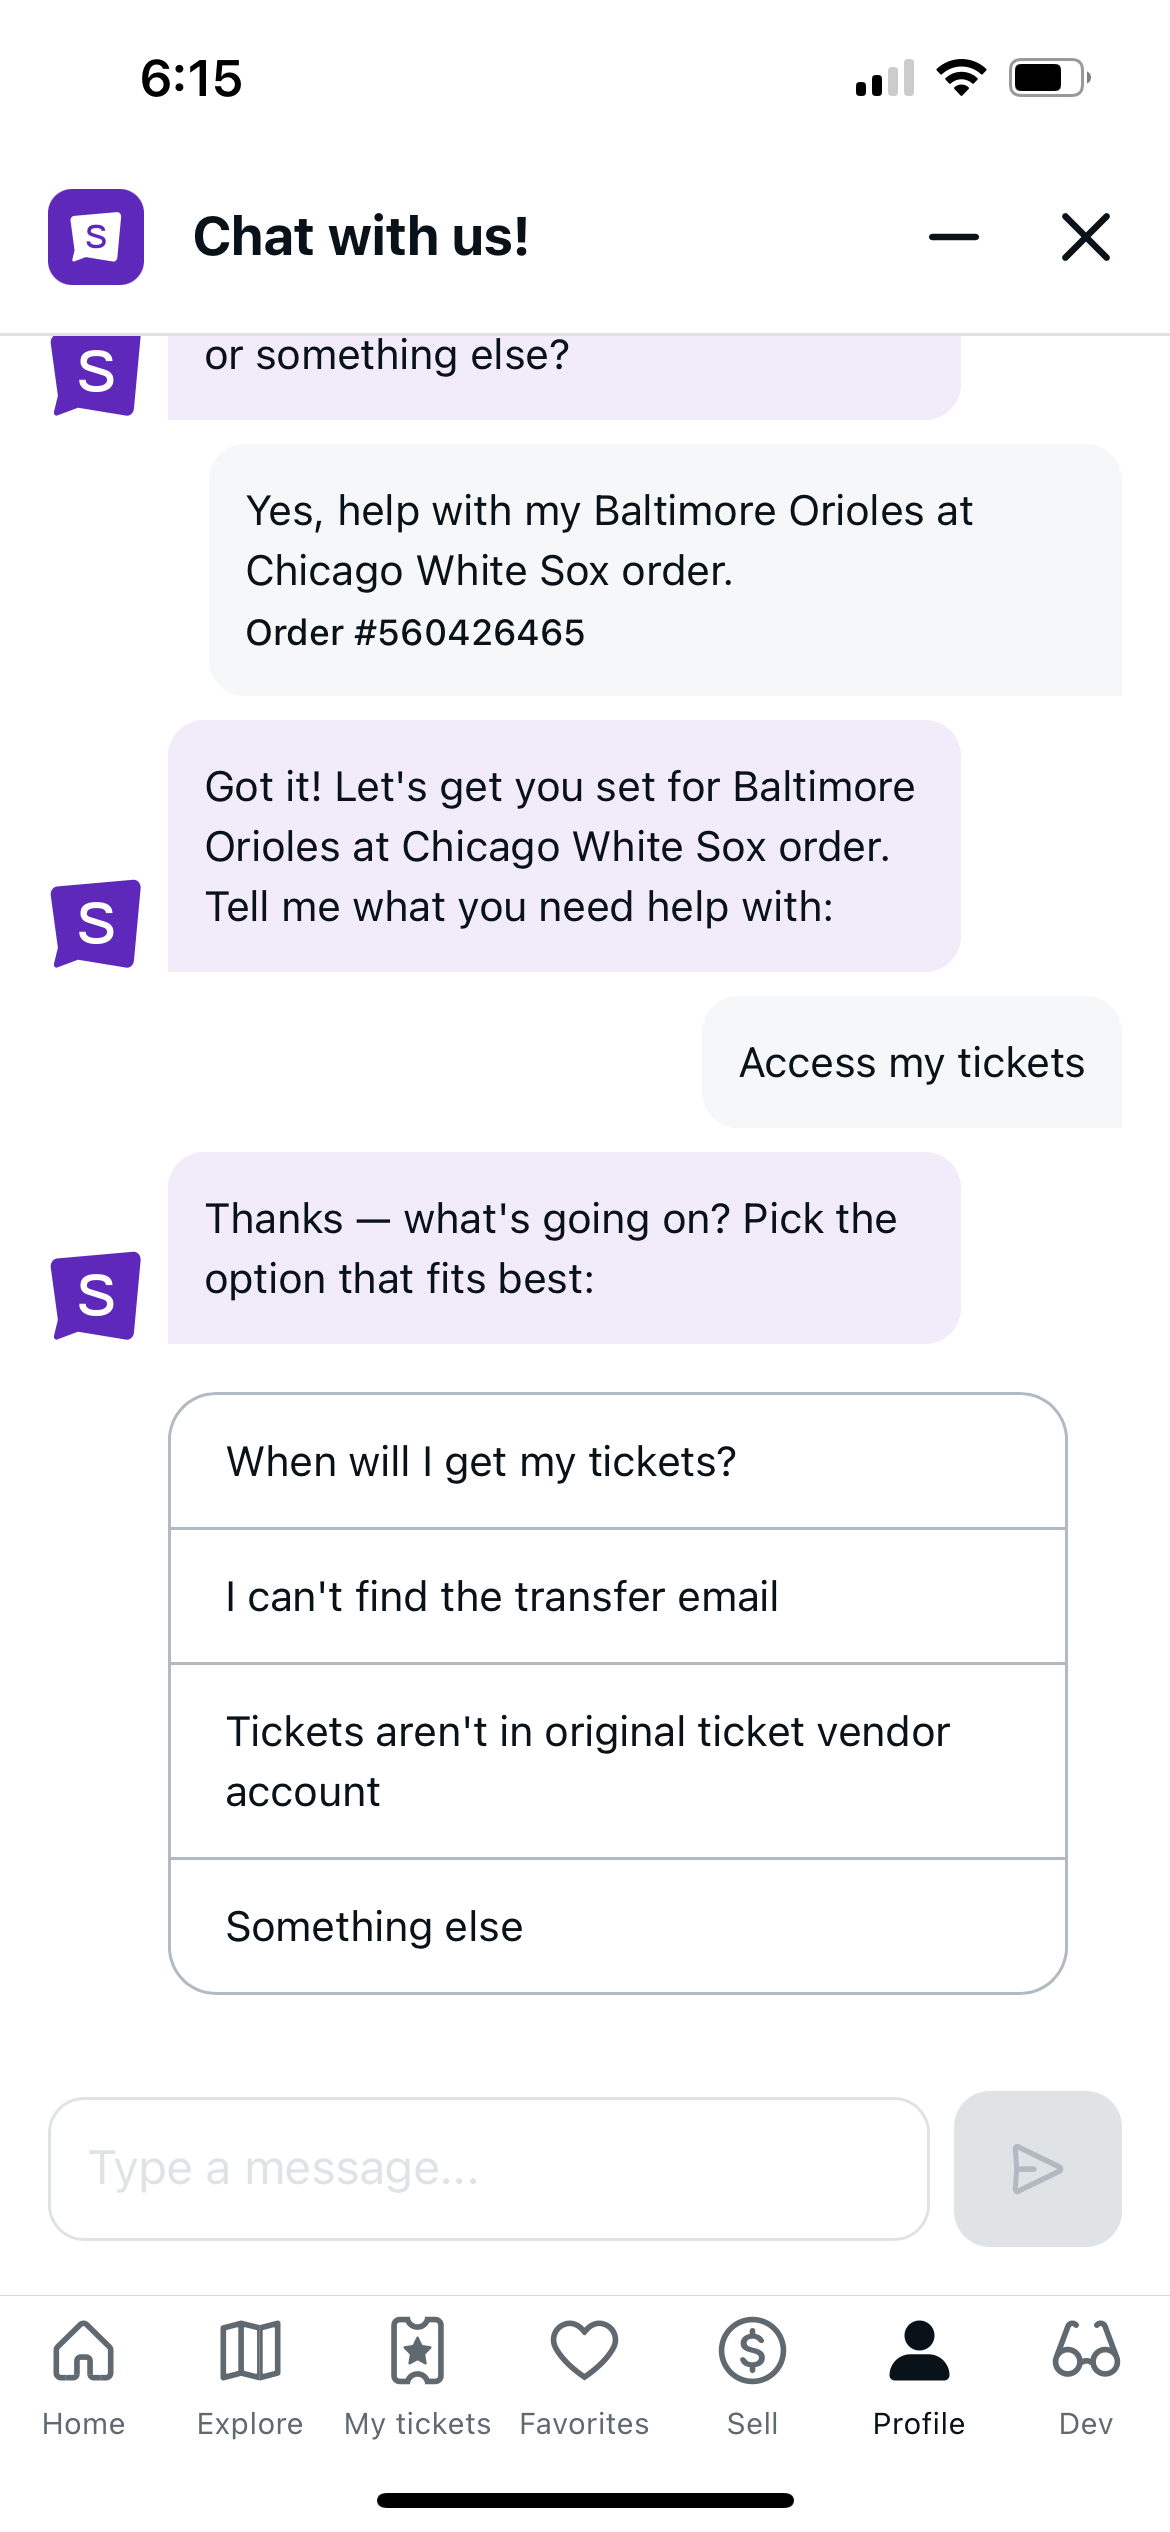 6:15
S
Chat with us!
or something else?
S
Yes, help with my Baltimore Orioles at
Chicago White Sox order.
Order #560426465
Got it! Let's get you set for Baltimore
Orioles at Chicago White Sox order.
Tell me what you need help with:
S
Access my tickets
Thanks — what's going on? Pick the
option that fits best:
S
When will I get my tickets?
I can't find the transfer email
Tickets aren't in original ticket vendor
account
Something else
Type a message...
Home
Explore
My tickets
Favorites
Sell
Profile
Dev